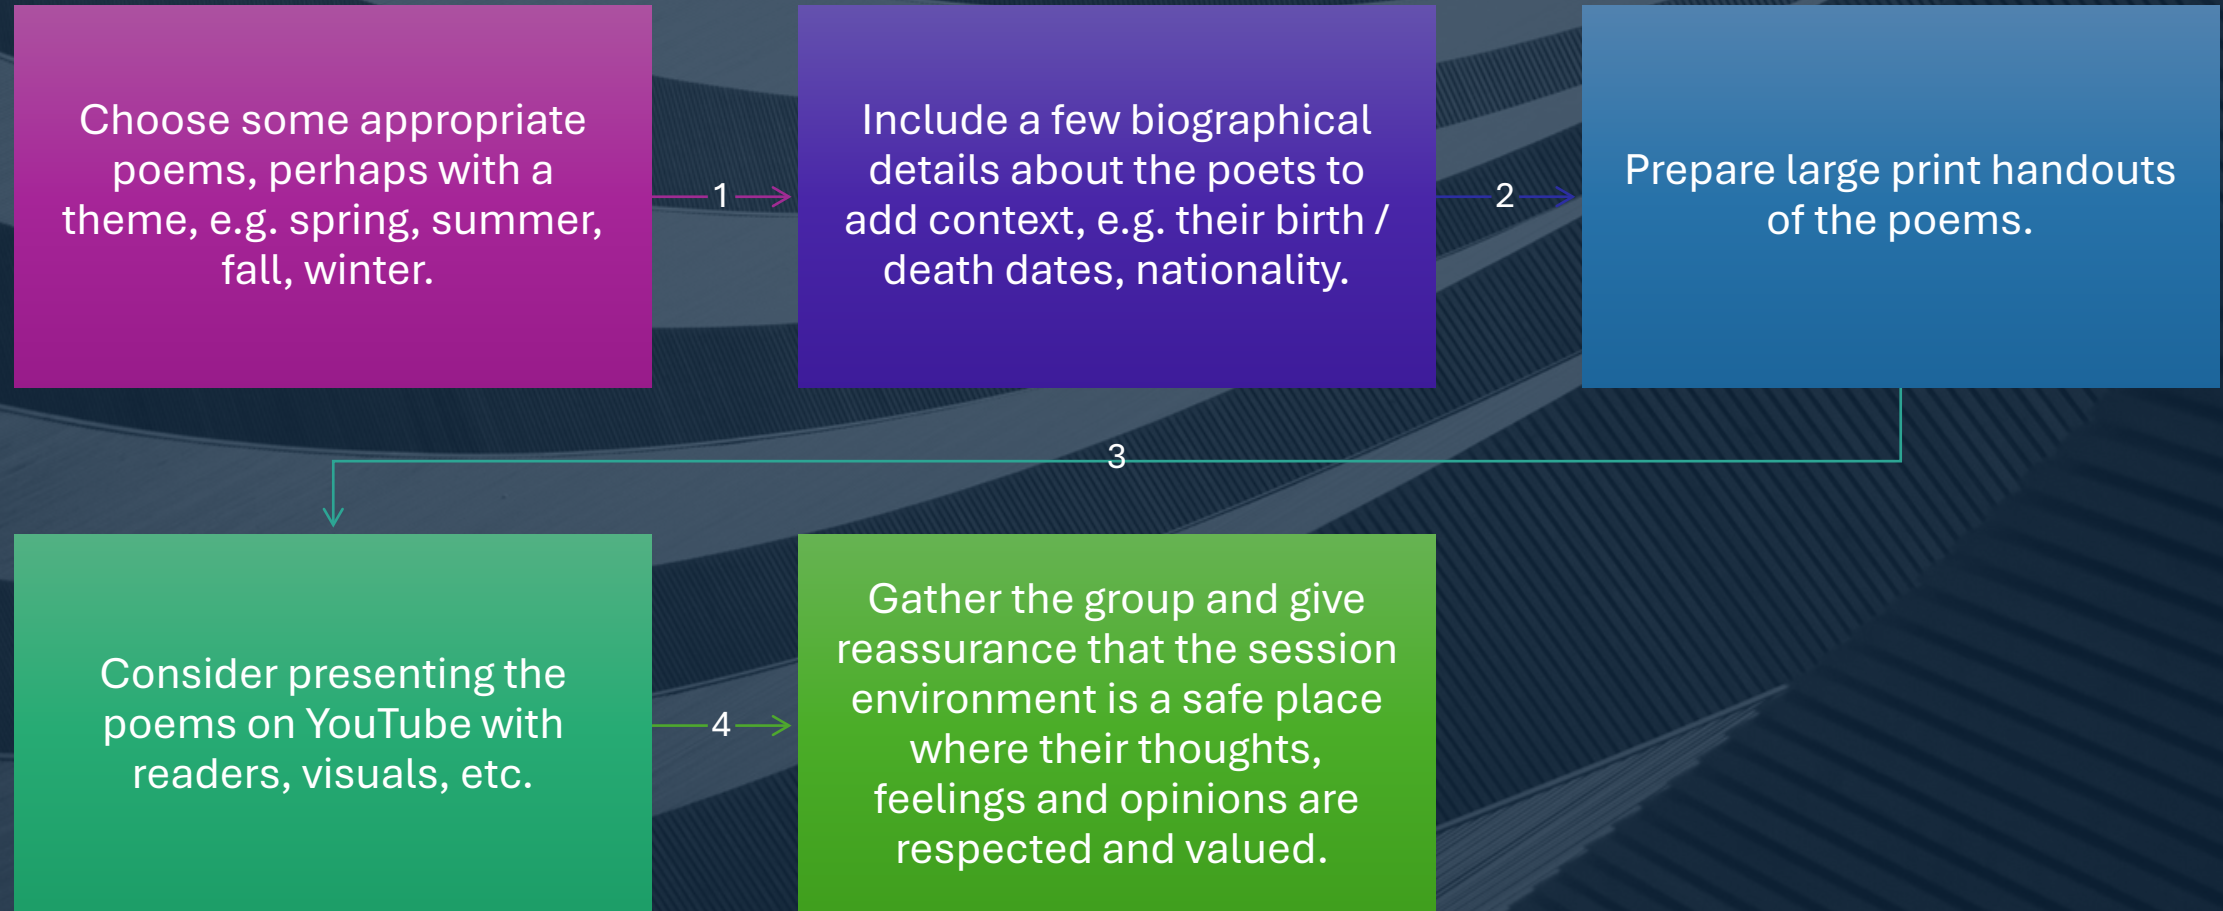 Choose some appropriate
poems, perhaps with a
theme, e.g. spring, summer,
fall, winter.
1
Include a few biographical
details about the poets to
add context, e.g. their birth /
death dates, nationality.
2
Prepare large print handouts
of the poems.
3
Consider presenting the
poems on YouTube with
readers, visuals, etc.
4
Gather the group and give
reassurance that the session
environment is a safe place
where their thoughts,
feelings and opinions are
respected and valued.